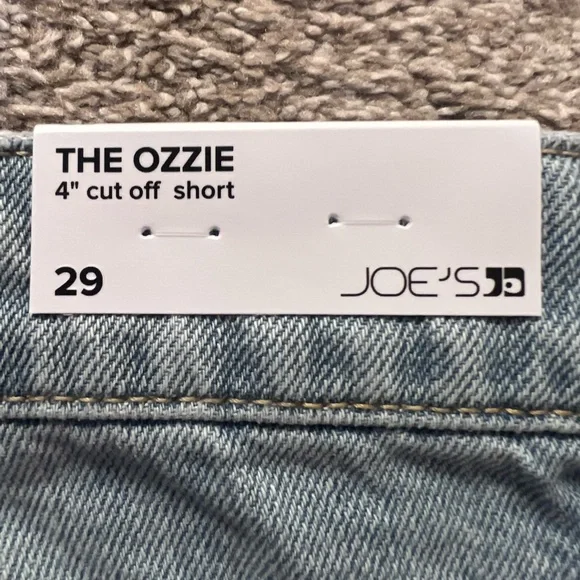 THE OZZIE
4" cut off short
29
JOE'S